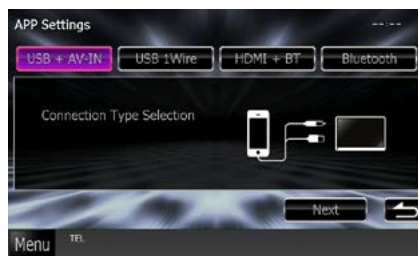 APP Settings
--:--
USB + AV-IN USB 1Wire HDMI + BT Bluetooth
Connection Type Selection
Next
Menu TEL